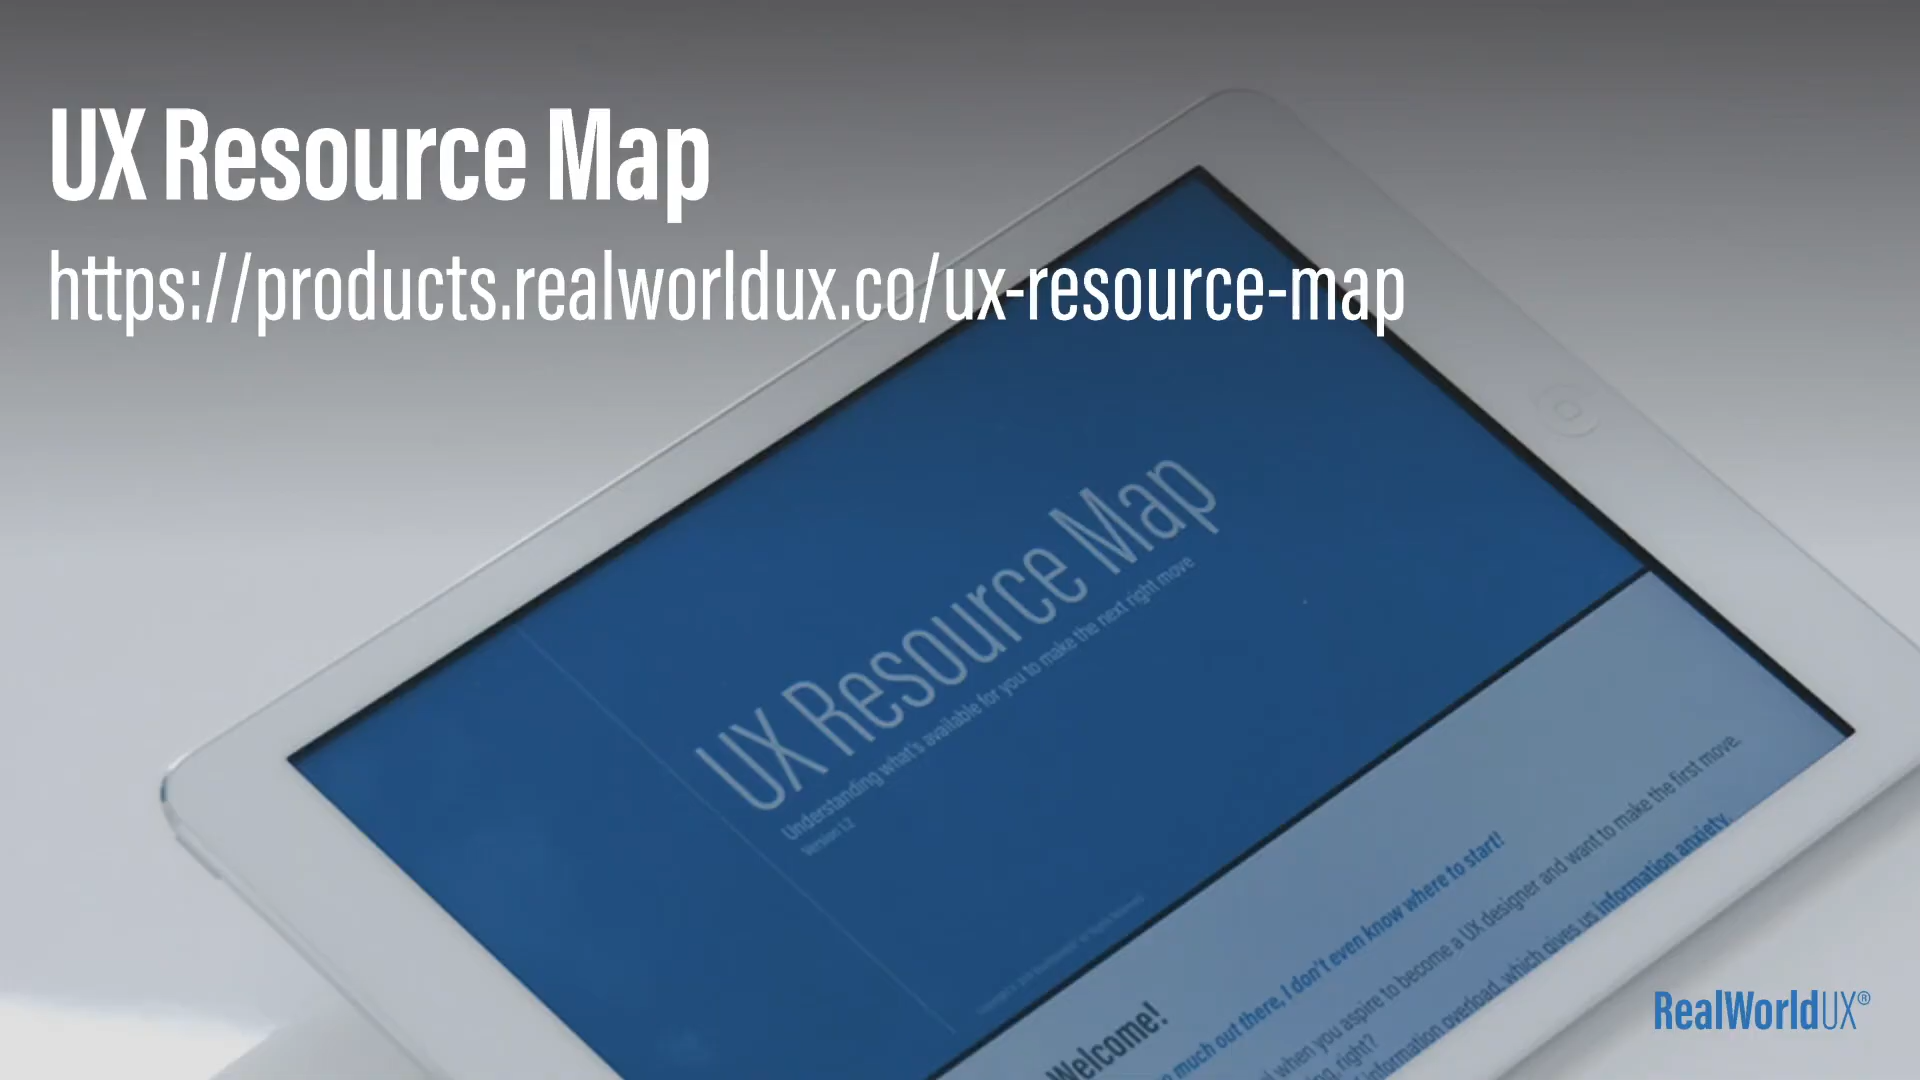 UX Resource Map
https://products.realworldux.co/ux-resource-map
UX Resource Map
Understanding what's available for you to make the next right move
Version 1.2
Welcome!
much out there, I don't even know where to start!
when you aspire to become a UX designer and want to make the first move.
right?
information overload, which gives us information anxiety.
RealWorldUX®